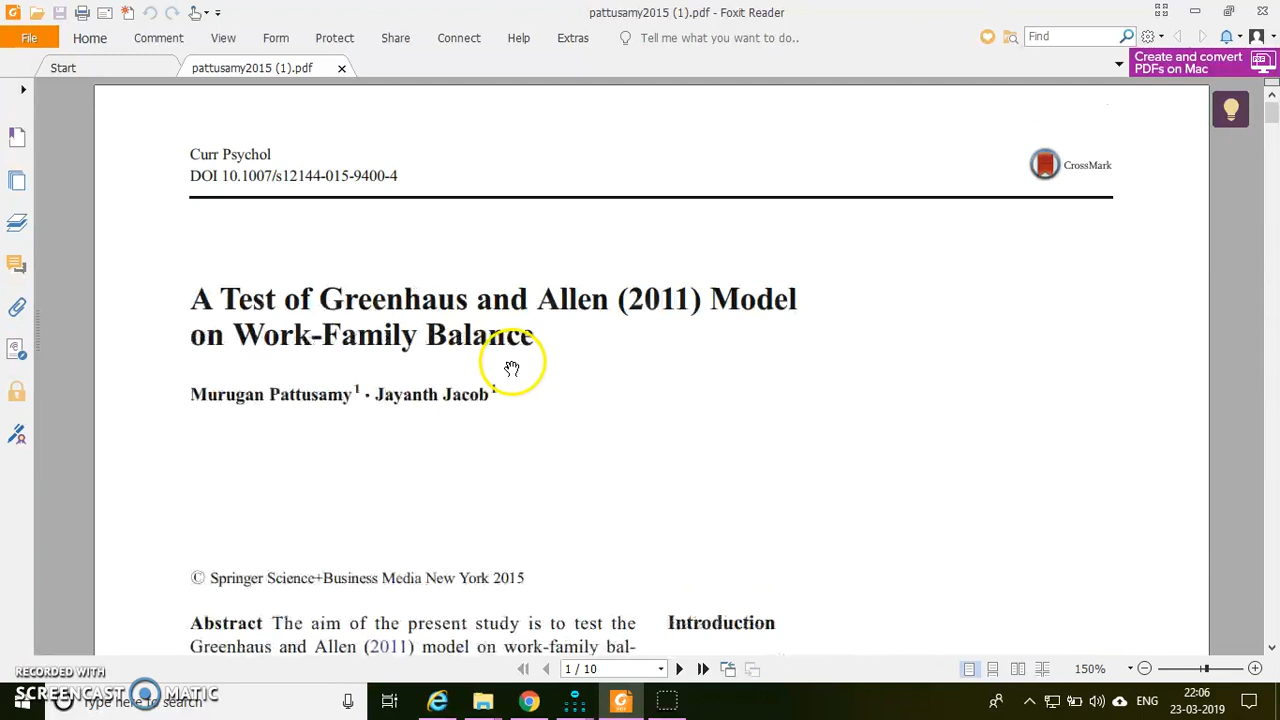 pattusamy2015 (1).pdf - Foxit Reader
File Home Comment View Form Protect Share Connect Help Extras Tell me what you want to do.. Find
Start pattusamy2015 (1).pdf
Create and convert
PDFs on Mac
Curr Psychol
DOI 10.1007/s12144-015-9400-4
CrossMark
A Test of Greenhaus and Allen (2011) Model
on Work-Family Balance
Murugan Pattusamy1 · Jayanth Jacob1
© Springer Science+Business Media New York 2015
Abstract The aim of the present study is to test the
Greenhaus and Allen (2011) model on work-family bal-
Introduction
1 / 10
150%
RECORDED WITH
SCREENCAST MATIC
Type here to search
ENG
22:06
23-03-2019